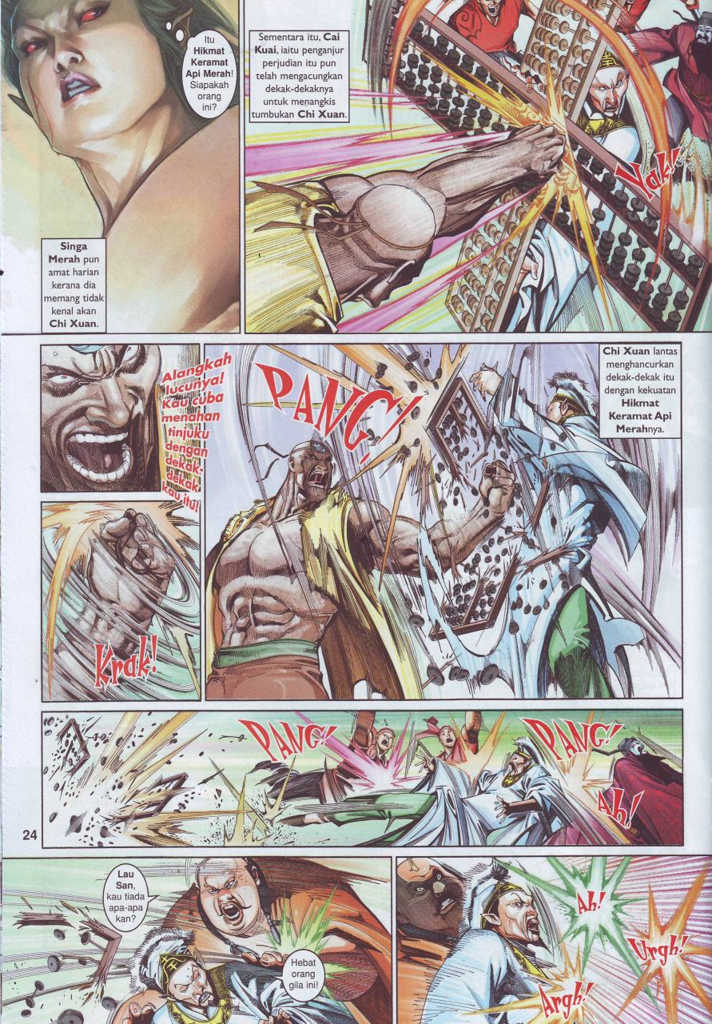 Itu
Hikmat
Keramat
Api Merah!
Siapakah
orang
ini?
Singa
Merah pun
amat harian
kerana dia
memang tidak
kenal akan
Chi Xuan.
Sementara itu, Cai
Kuai, iaitu penganjur
perjudian itu pun
telah mengacungkan
dekak-dekaknya
untuk menangkis
tumbukan Chi Xuan.
Yak!
Alangkah
lucunya!
Kau cuba
menahan
tinjuku
dengan
dekak-
dekak
kau itu!
Krak!
PANG!
Chi Xuan lantas
menghancurkan
dekak-dekak itu
dengan kekuatan
Hikmat
Keramat Api
Merahnya.
PANG!
PANG!
Ah!
24
Lau
San,
kau tiada
apa-apa
kan?
Hebat
orang
gila ini!
Ah!
Urgh!
Argh!